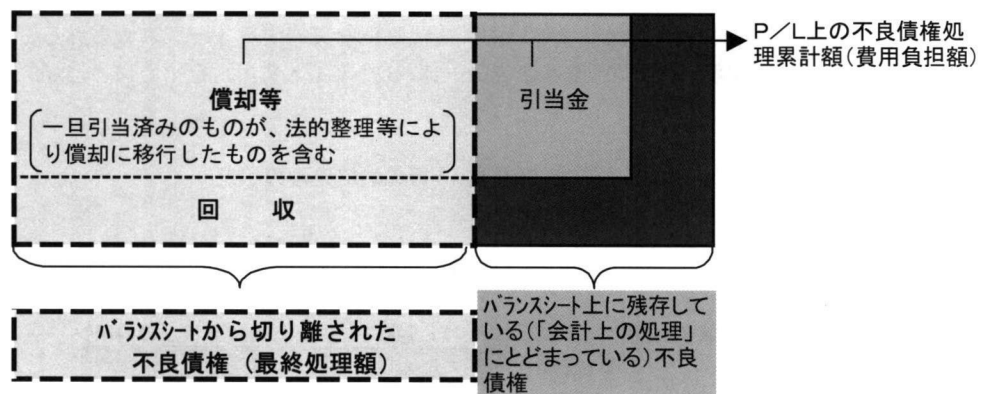 P/L上の不良債権処
理累計額(費用負担額)
償却等
一旦引当済みのものが、法的整理等によ
り償却に移行したものを含む
引当金
回　収
バランスシートから切り離された
不良債権（最終処理額）
バランスシート上に残存して
いる(｢会計上の処理｣
にとどまっている)不良
債権